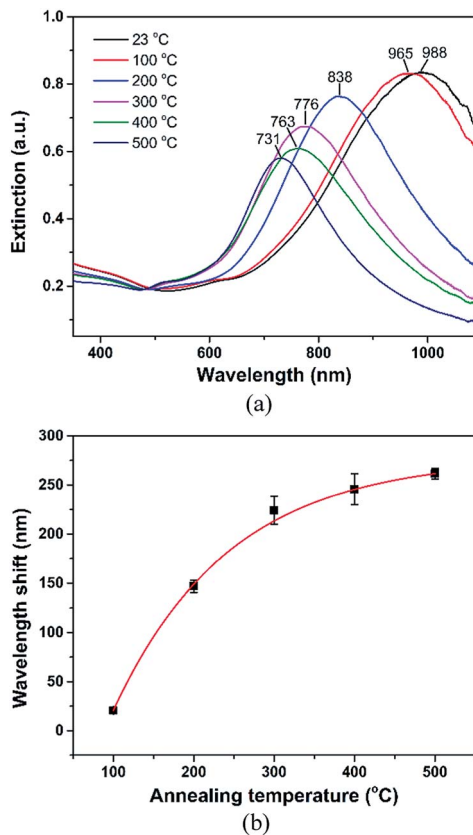 (a)
1.0
0.8
0.6
0.4
0.2
Extinction (a.u.)
23 °C
100 °C
200 °C
300 °C
400 °C
500 °C
731
763
776
838
965
988
400
600
800
1000
Wavelength (nm)
(a)
300
250
200
150
100
50
0
Wavelength shift (nm)
100
200
300
400
500
Annealing temperature (°C)
(b)